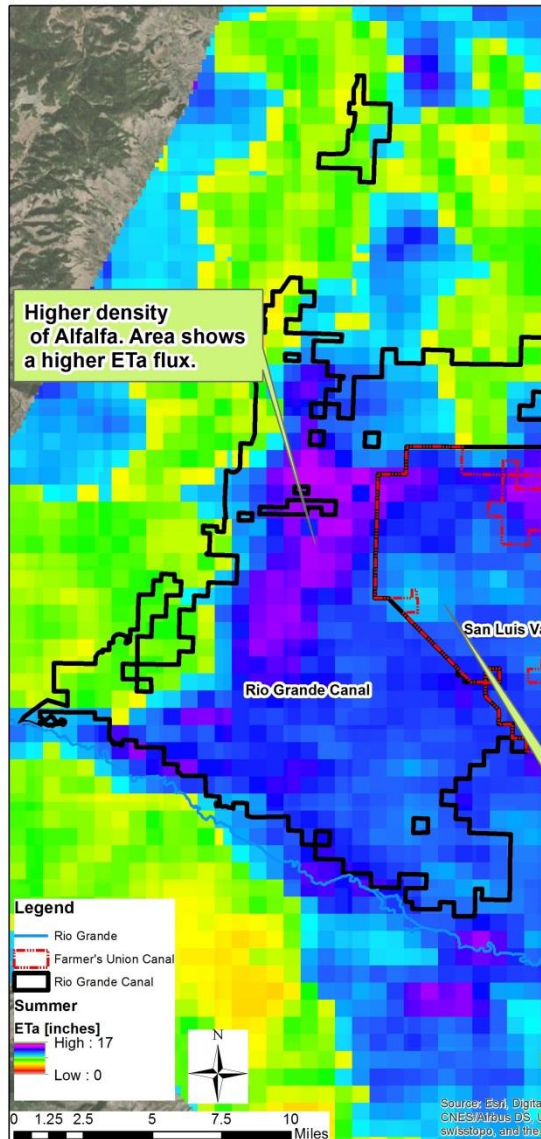 Higher density
of Alfalfa. Area shows
a higher ETa flux.
San Luis Va
Rio Grande Canal
Legend
Rio Grande
Farmer's Union Canal
Rio Grande Canal
Summer
ETa [inches]
High : 17
Low : 0
N
0 1.25 2.5 5 7.5 10
Miles
Source: Esri, Digita
CNES/Airbus DS, U
swisstopo, and the